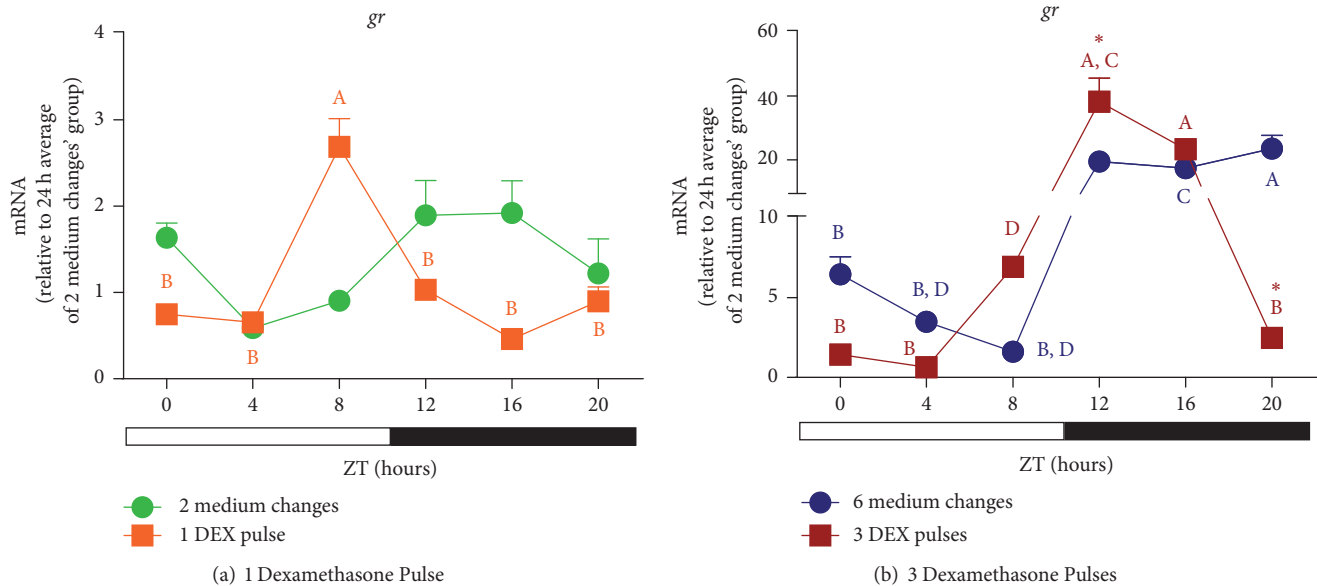 gr
mRNA
(relative to 24 h average
of 2 medium changes' group)
4
3
2
1
0
B
B
A
B
B
B
0 4 8 12 16 20
ZT (hours)
2 medium changes
1 DEX pulse
(a) 1 Dexamethasone Pulse
gr
mRNA
(relative to 24 h average
of 2 medium changes' group)
60
40
20
10
5
0
*
A, C
A
C
A
D
B
B, D
B, D
B
B
*
B
0 4 8 12 16 20
ZT (hours)
6 medium changes
3 DEX pulses
(b) 3 Dexamethasone Pulses